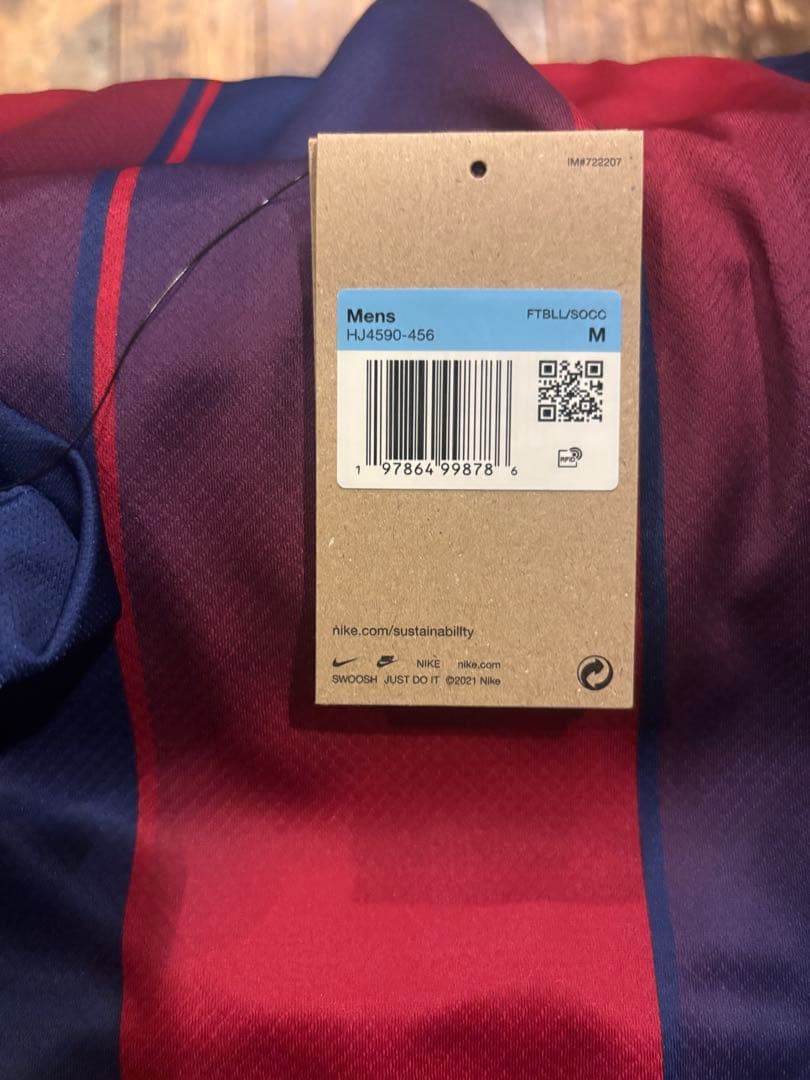 IM#722207
Mens FTBLL/SOCC
HJ4590-456 M
RFID
1 97864 99878 6
nike.com/sustainability
NIKE nike.com
SWOOSH JUST DO IT ©2021 Nike